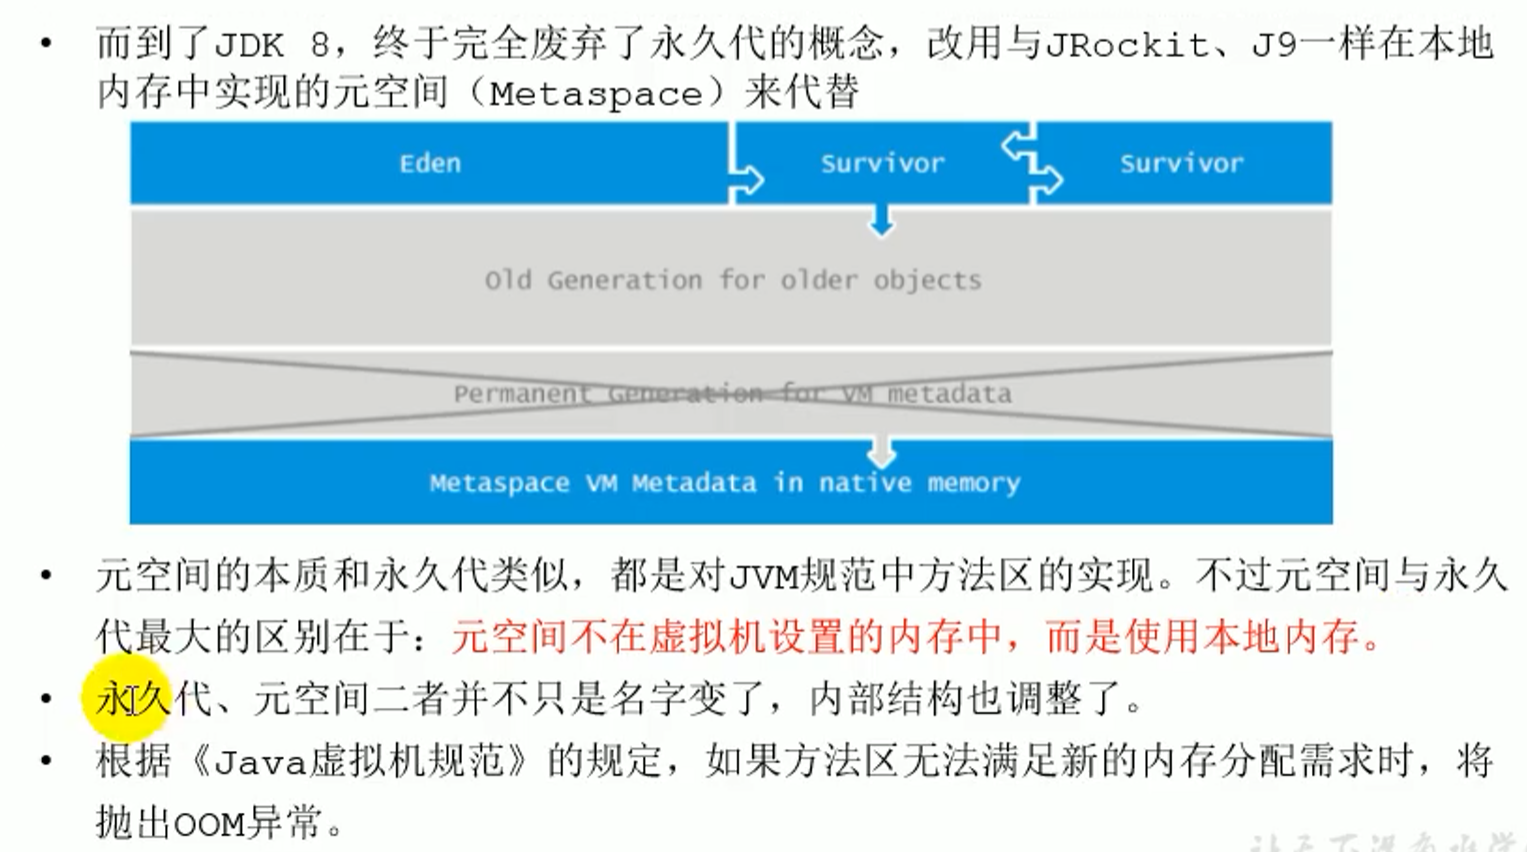 • 而到了JDK 8，终于完全废弃了永久代的概念，改用与JRockit、J9一样在本地
内存中实现的元空间（Metaspace）来代替
Eden
Survivor
Survivor
Old Generation for older objects
Permanent Generation for VM metadata
Metaspace VM Metadata in native memory
• 元空间的本质和永久代类似，都是对JVM规范中方法区的实现。不过元空间与永久
代最大的区别在于：元空间不在虚拟机设置的内存中，而是使用本地内存。
• 永久代、元空间二者并不只是名字变了，内部结构也调整了。
• 根据《Java虚拟机规范》的规定，如果方法区无法满足新的内存分配需求时，将
抛出OOM异常。